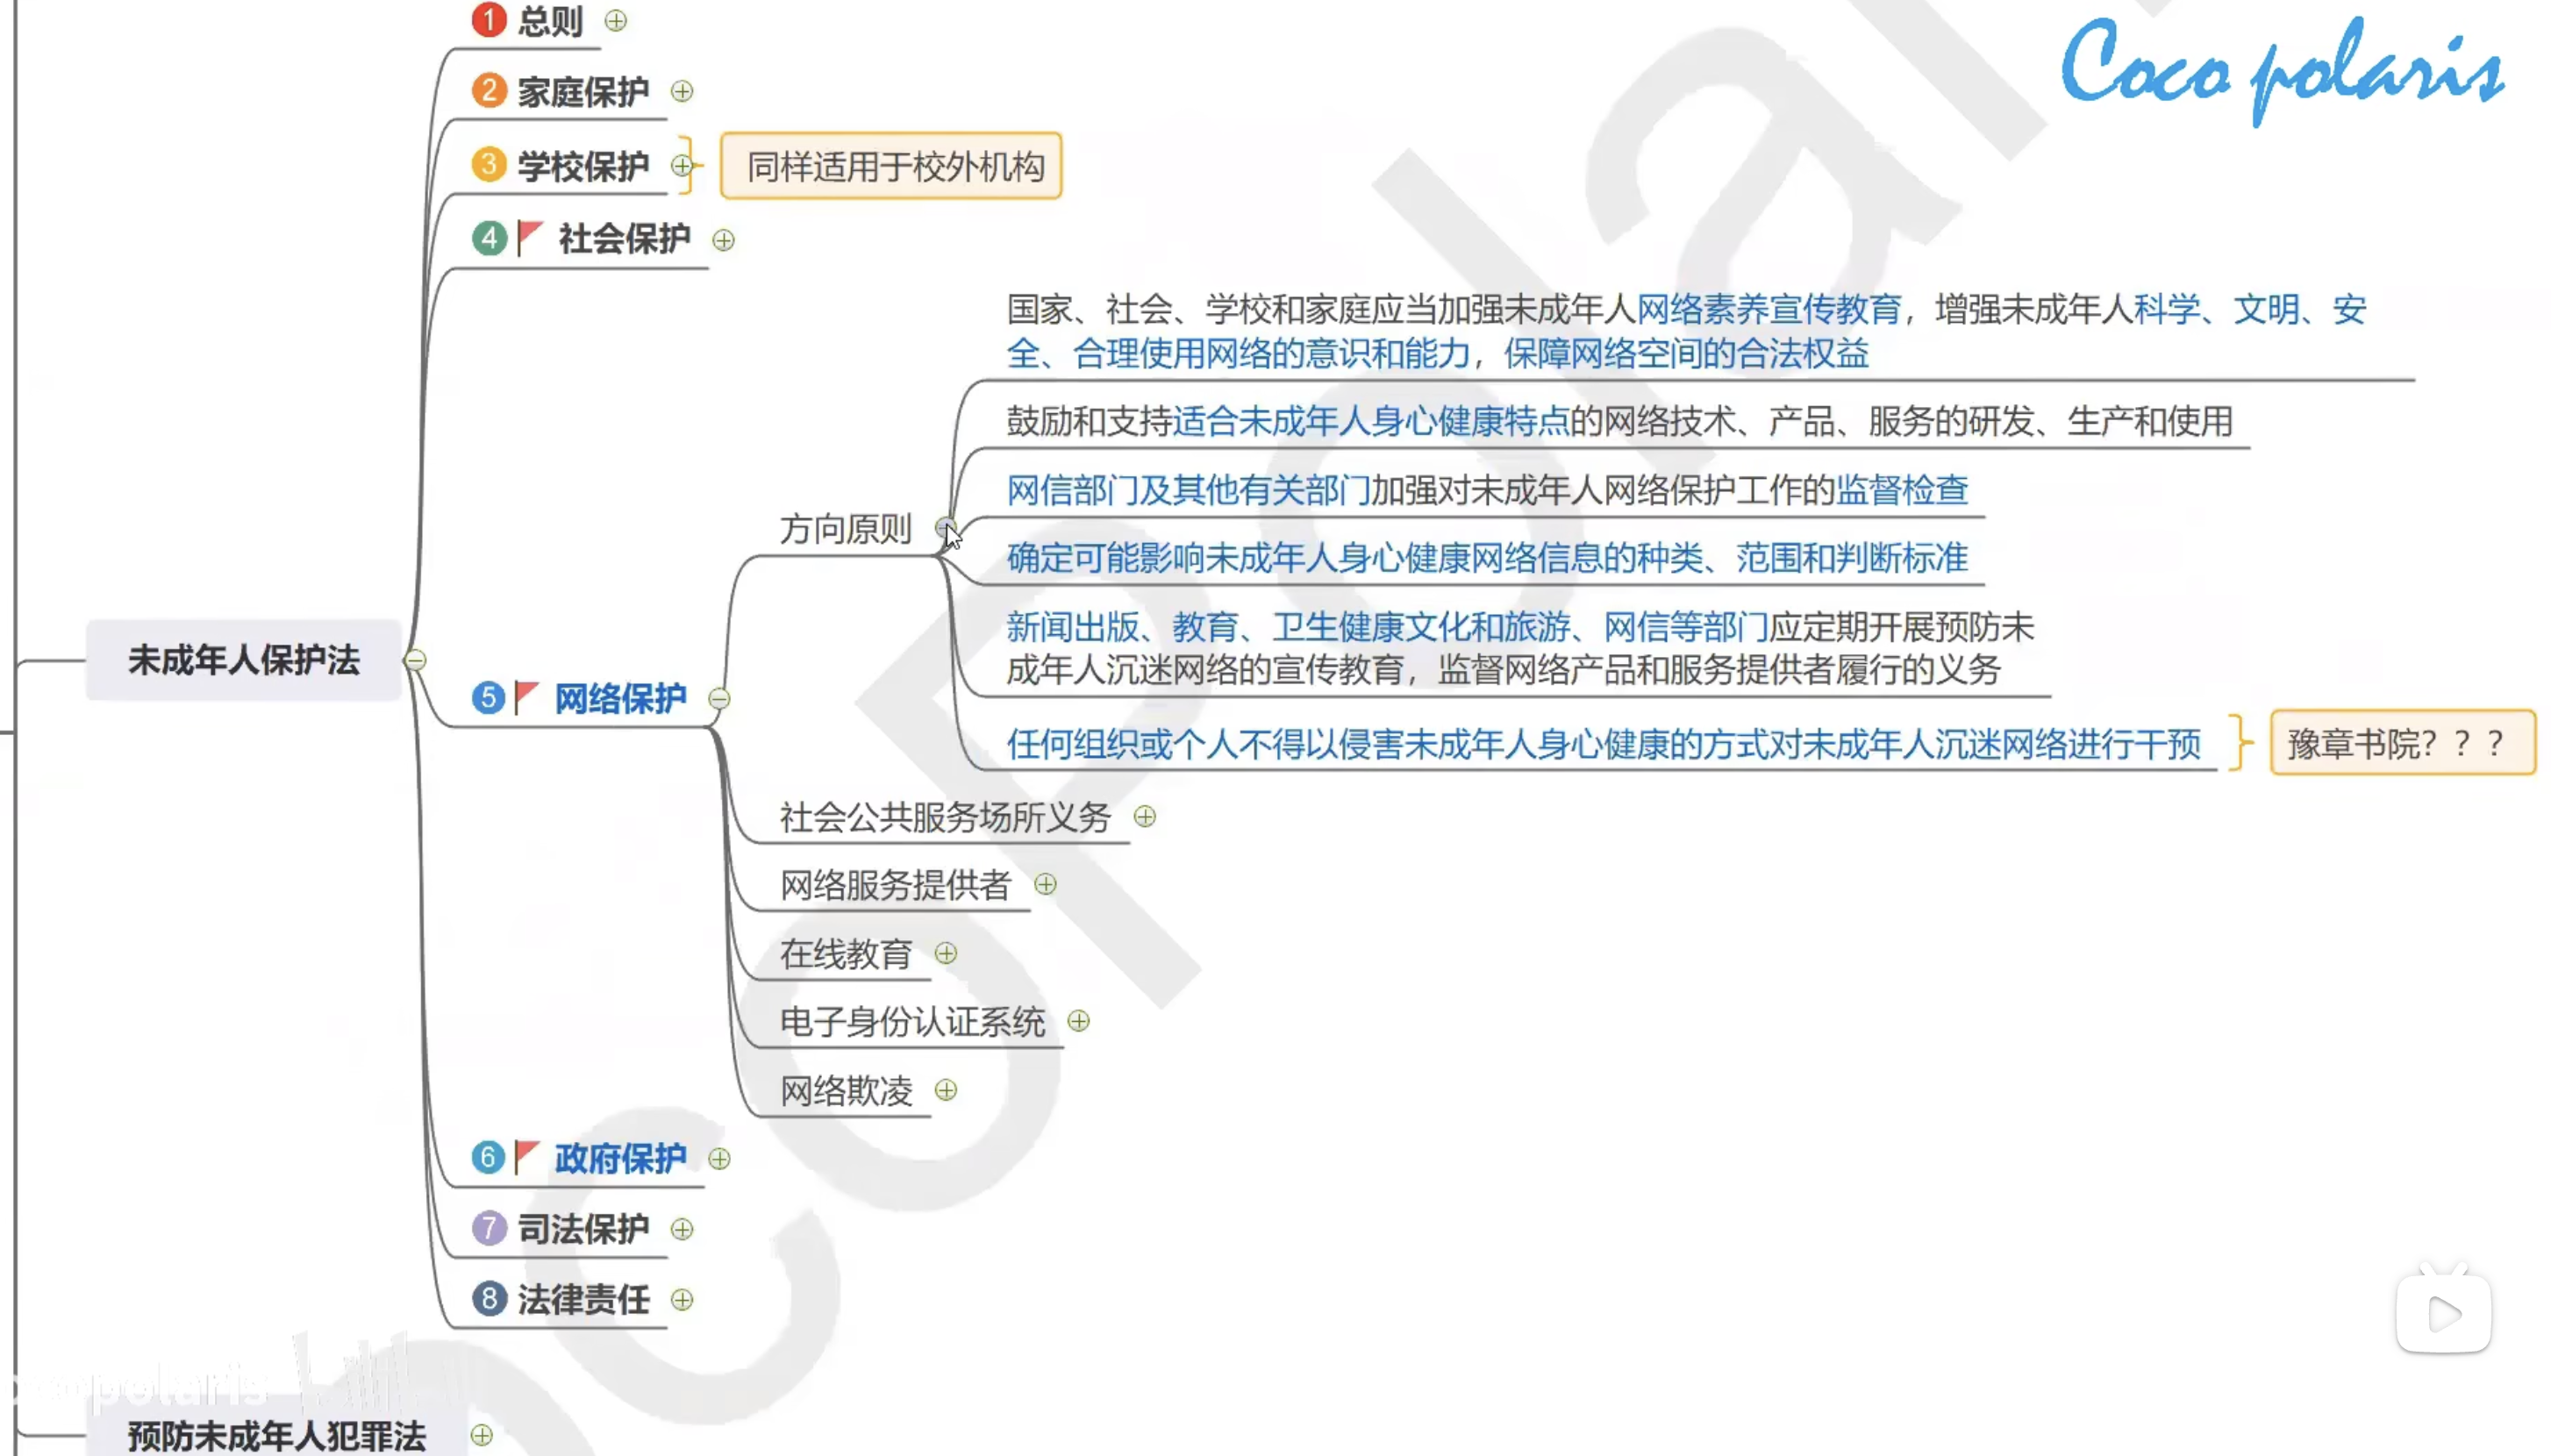 Coco polaris
1 总则
2 家庭保护
3 学校保护
同样适用于校外机构
4 社会保护
国家、社会、学校和家庭应当加强未成年人网络素养宣传教育，增强未成年人科学、文明、安
全、合理使用网络的意识和能力，保障网络空间的合法权益
鼓励和支持适合未成年人身心健康特点的网络技术、产品、服务的研发、生产和使用
网信部门及其他有关部门加强对未成年人网络保护工作的监督检查
方向原则
确定可能影响未成年人身心健康网络信息的种类、范围和判断标准
新闻出版、教育、卫生健康文化和旅游、网信等部门应定期开展预防未
成年人沉迷网络的宣传教育，监督网络产品和服务提供者履行的义务
未成年人保护法
5 网络保护
任何组织或个人不得以侵害未成年人身心健康的方式对未成年人沉迷网络进行干预
豫章书院？？？
社会公共服务场所义务
网络服务提供者
在线教育
电子身份认证系统
网络欺凌
6 政府保护
7 司法保护
8 法律责任
预防未成年人犯罪法